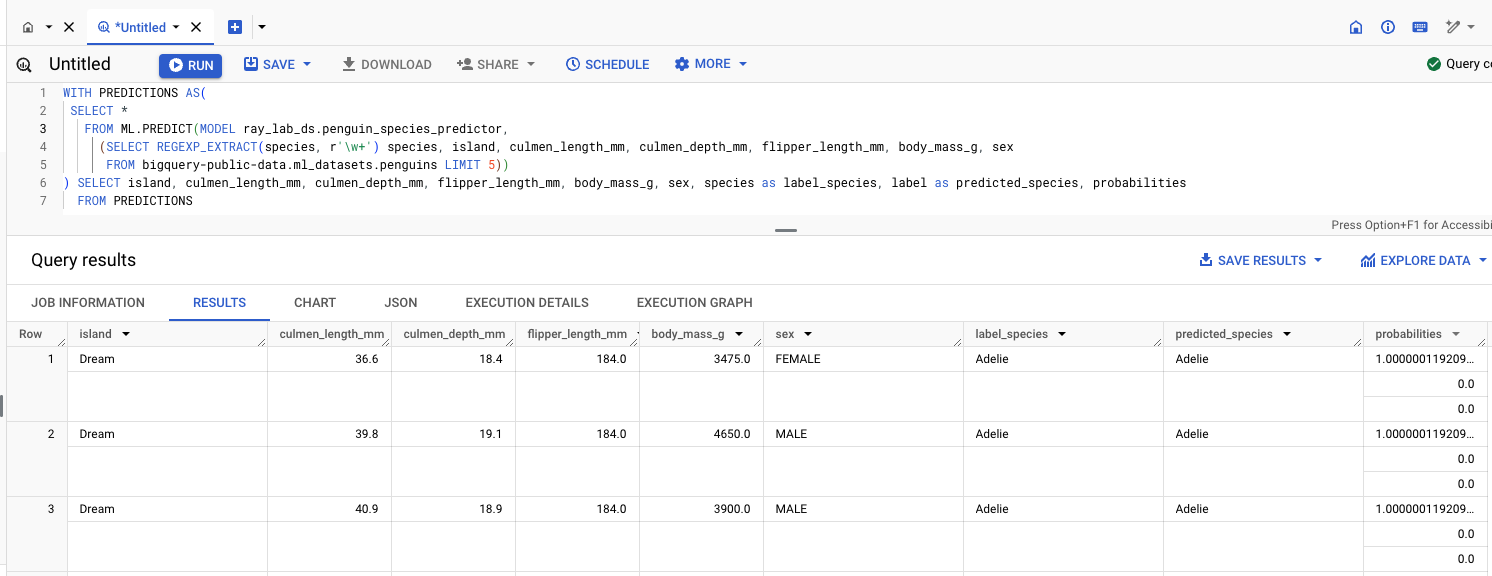 *Untitled
Untitled RUN SAVE DOWNLOAD SHARE SCHEDULE MORE Query co
1 WITH PREDICTIONS AS(
2 SELECT *
3 FROM ML.PREDICT(MODEL ray_lab_ds.penguin_species_predictor,
4 (SELECT REGEXP_EXTRACT(species, r'\w+') species, island, culmen_length_mm, culmen_depth_mm, flipper_length_mm, body_mass_g, sex
5 FROM bigquery-public-data.ml_datasets.penguins LIMIT 5))
6 ) SELECT island, culmen_length_mm, culmen_depth_mm, flipper_length_mm, body_mass_g, sex, species as label_species, label as predicted_species, probabilities
7 FROM PREDICTIONS
Press Option+F1 for Accessibi
Query results SAVE RESULTS EXPLORE DATA
JOB INFORMATION RESULTS CHART JSON EXECUTION DETAILS EXECUTION GRAPH
Row island culmen_length_mm culmen_depth_mm flipper_length_mm body_mass_g sex label_species predicted_species probabilities
1 Dream 36.6 18.4 184.0 3475.0 FEMALE Adelie Adelie 1.000000119209...
0.0
0.0
2 Dream 39.8 19.1 184.0 4650.0 MALE Adelie Adelie 1.000000119209...
0.0
0.0
3 Dream 40.9 18.9 184.0 3900.0 MALE Adelie Adelie 1.000000119209...
0.0
0.0